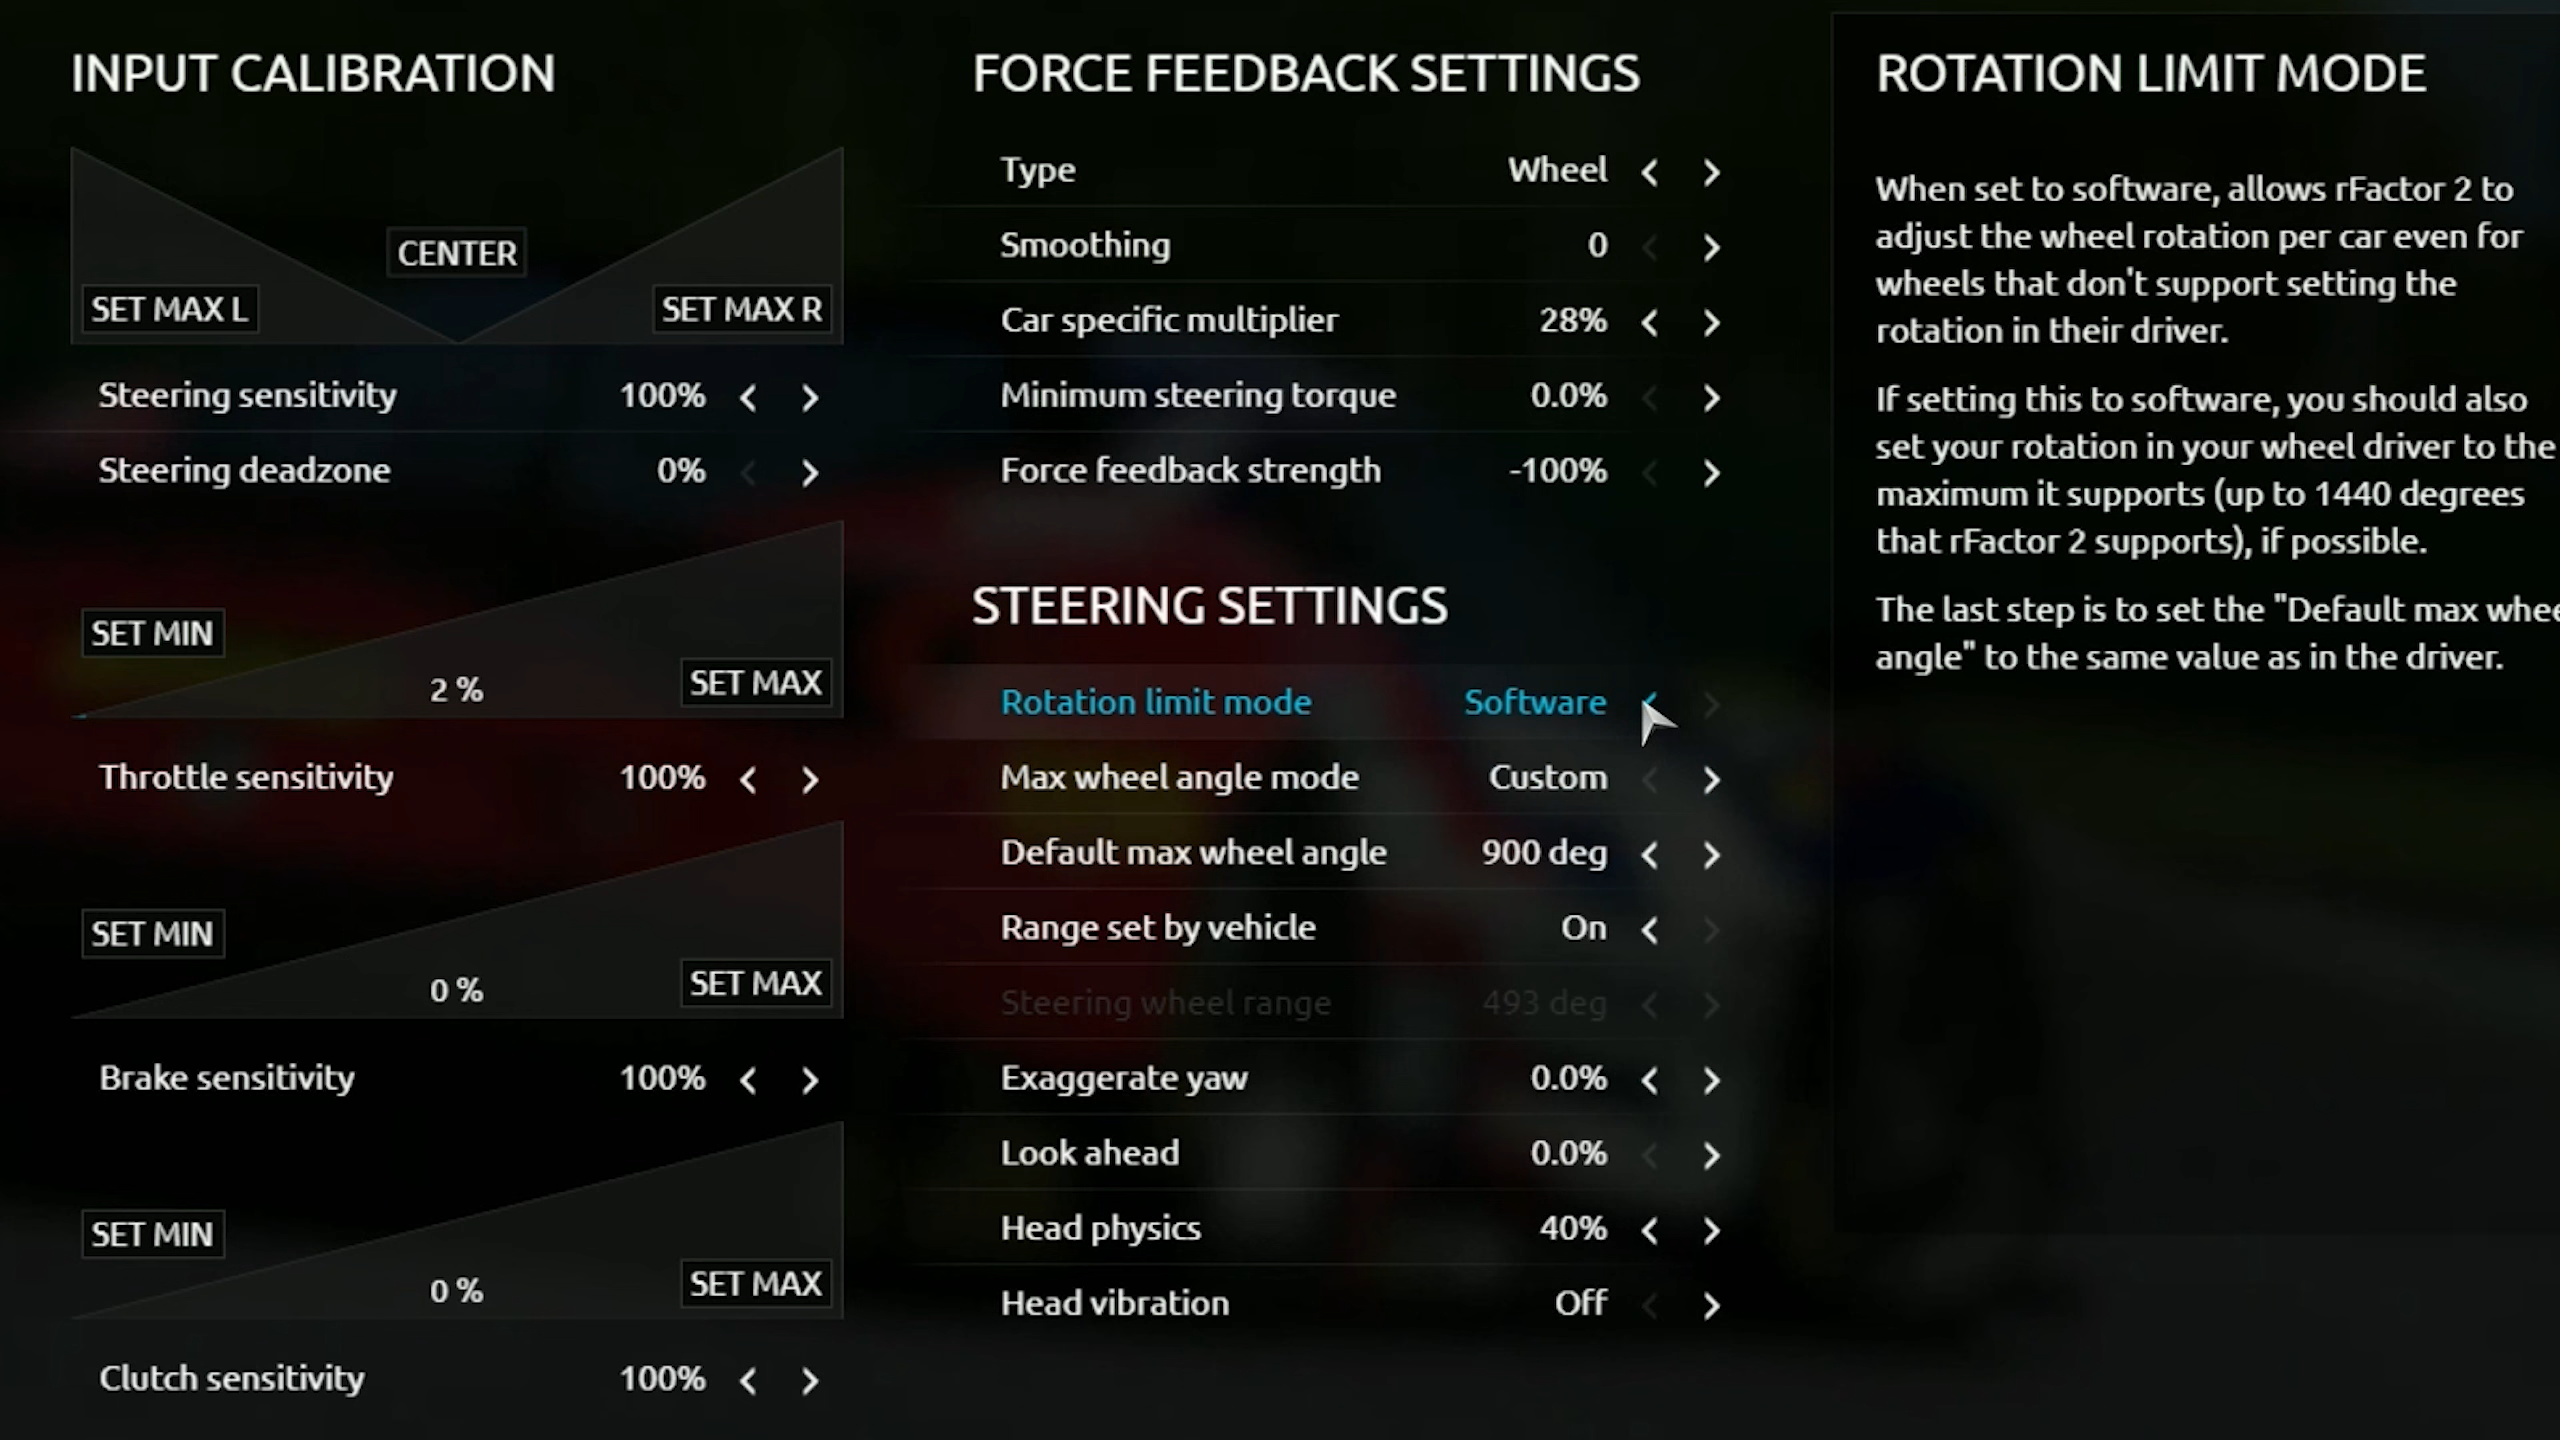 INPUT CALIBRATION
CENTER
SET MAX L
SET MAX R
Steering sensitivity 100%
Steering deadzone 0%
SET MIN
2 %
SET MAX
Throttle sensitivity 100%
SET MIN
0 %
SET MAX
Brake sensitivity 100%
SET MIN
0 %
SET MAX
Clutch sensitivity 100%
FORCE FEEDBACK SETTINGS
Type Wheel
Smoothing 0
Car specific multiplier 28%
Minimum steering torque 0.0%
Force feedback strength -100%
STEERING SETTINGS
Rotation limit mode Software
Max wheel angle mode Custom
Default max wheel angle 900 deg
Range set by vehicle On
Steering wheel range 493 deg
Exaggerate yaw 0.0%
Look ahead 0.0%
Head physics 40%
Head vibration Off
ROTATION LIMIT MODE
When set to software, allows rFactor 2 to
adjust the wheel rotation per car even for
wheels that don't support setting the
rotation in their driver.
If setting this to software, you should also
set your rotation in your wheel driver to the
maximum it supports (up to 1440 degrees
that rFactor 2 supports), if possible.
The last step is to set the "Default max whee
angle" to the same value as in the driver.